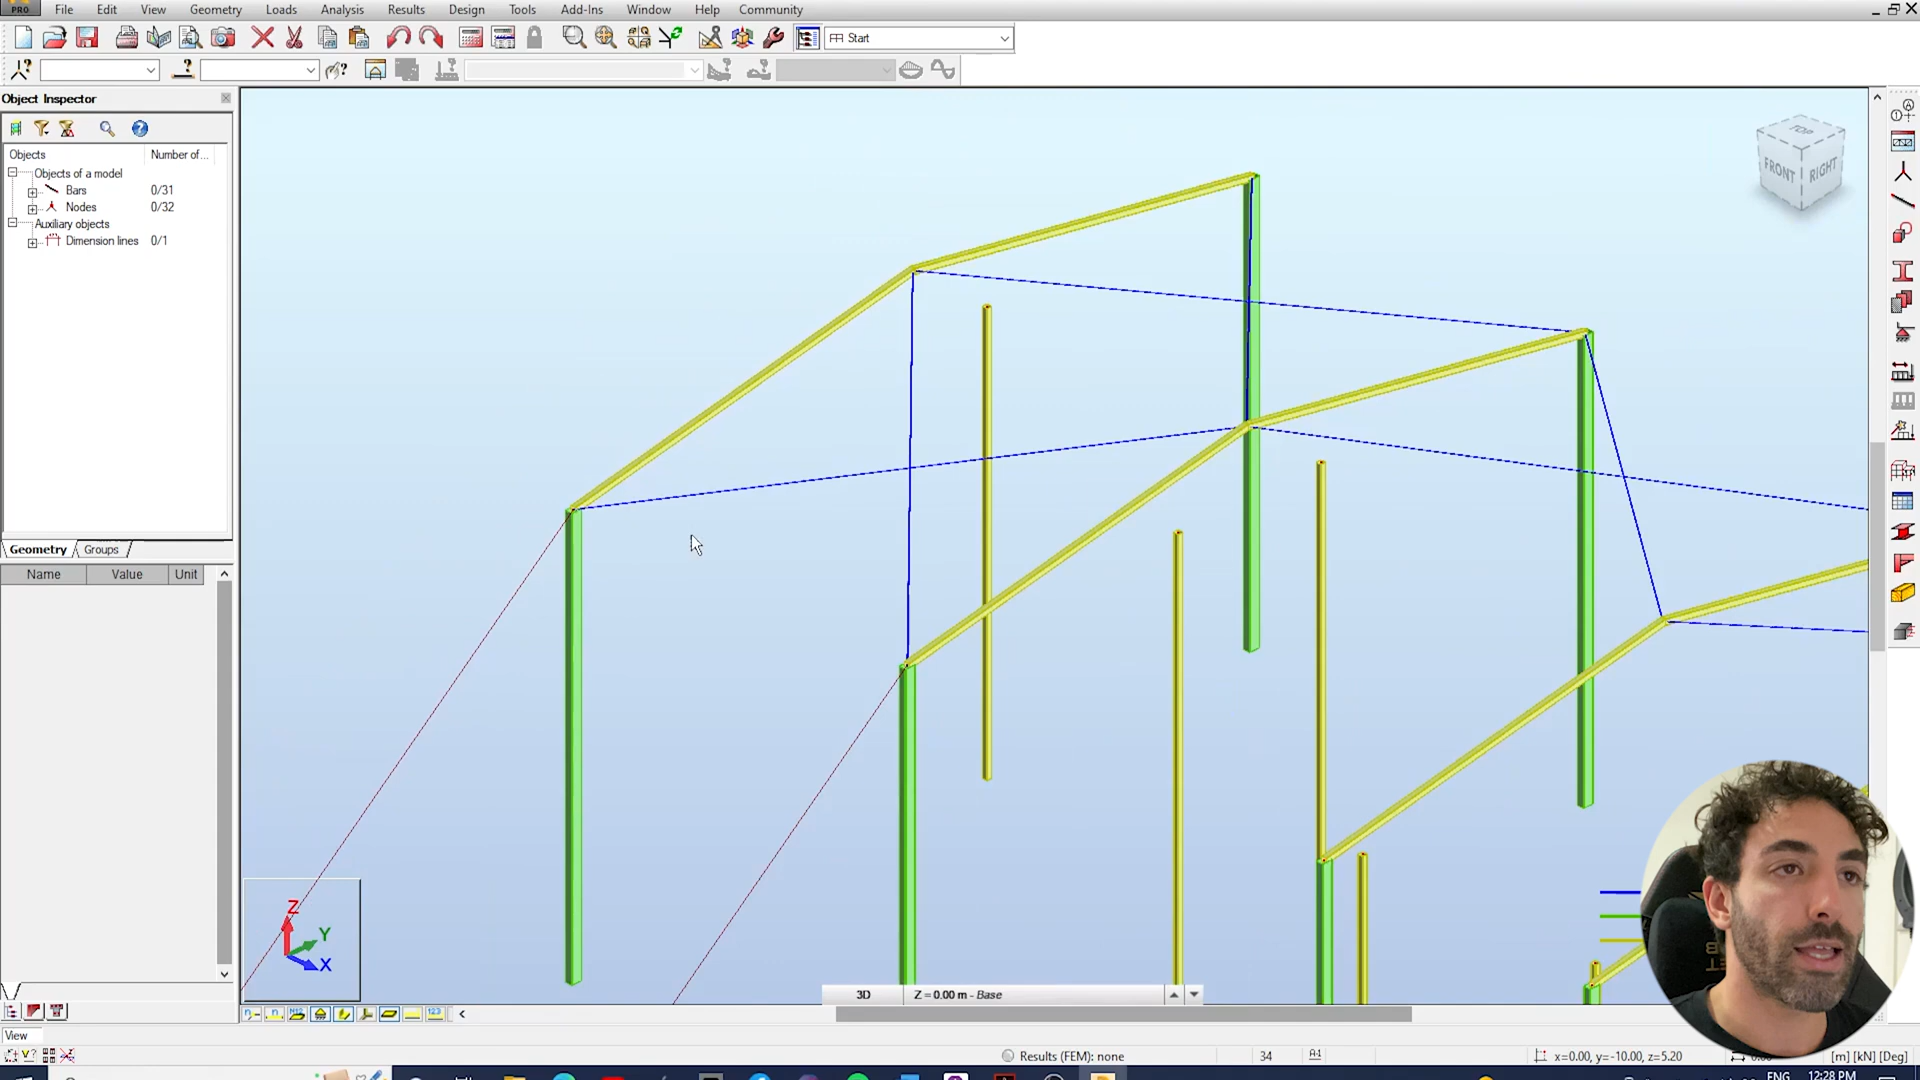 PRO File Edit View Geometry Loads Analysis Results Design Tools Add-Ins Window Help Community
Start
Object Inspector
Objects Number of...
Objects of a model
Bars 0/31
Nodes 0/32
Auxiliary objects
Dimension lines 0/1
Geometry Groups
Name Value Unit
TOP
FRONT RIGHT
Z
Y
X
3D Z = 0.00 m - Base
View
Results (FEM): none 34 x=0.00, y=-10.00, z=5.20 [m] [kN] [Deg]
ENG 12:28 PM